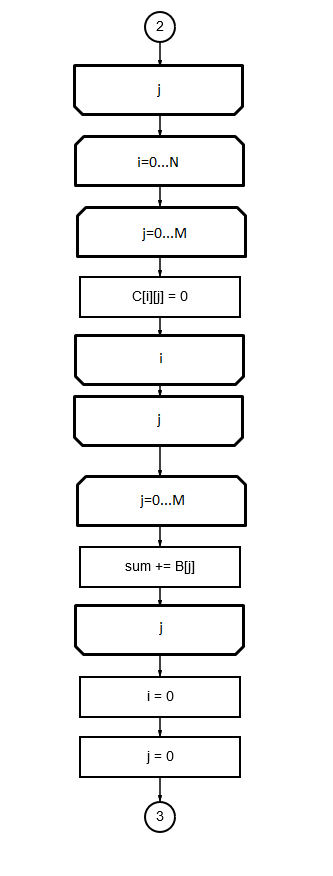 2
j
i=0...N
j=0...M
C[i][j] = 0
i
j
j=0...M
sum += B[j]
j
i = 0
j = 0
3